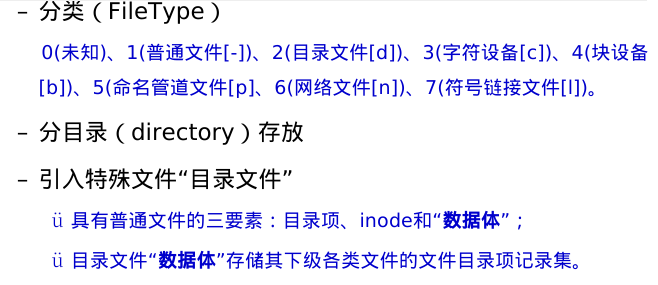 – 分类（FileType）
0(未知)、1(普通文件[-])、2(目录文件[d])、3(字符设备[c])、4(块设备
[b])、5(命名管道文件[p]、6(网络文件[n])、7(符号链接文件[l])。
– 分目录（directory）存放
– 引入特殊文件“目录文件”
ü 具有普通文件的三要素：目录项、inode和“数据体”；
ü 目录文件“数据体”存储其下级各类文件的文件目录项记录集。